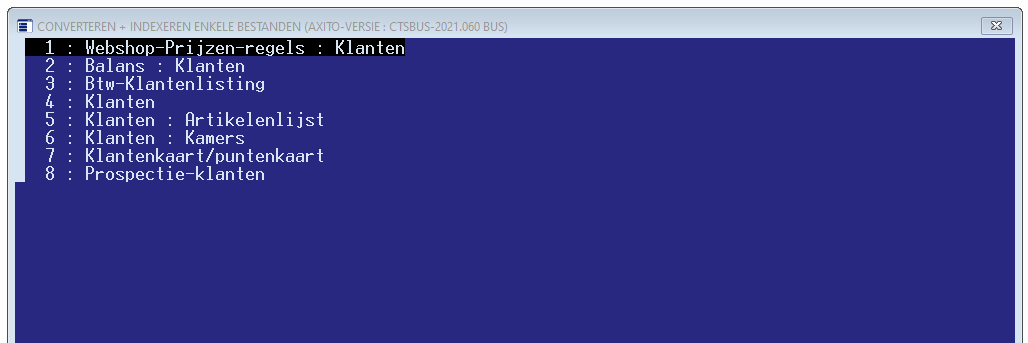 CONVERTEREN + INDEXEREN ENKELE BESTANDEN (AXITO-VERSIE : CTSBUS-2021.060 BUS)
1 : Webshop-Prijzen-regels : Klanten
2 : Balans : Klanten
3 : Btw-Klantenlisting
4 : Klanten
5 : Klanten : Artikelenlijst
6 : Klanten : Kamers
7 : Klantenkaart/puntenkaart
8 : Prospectie-klanten